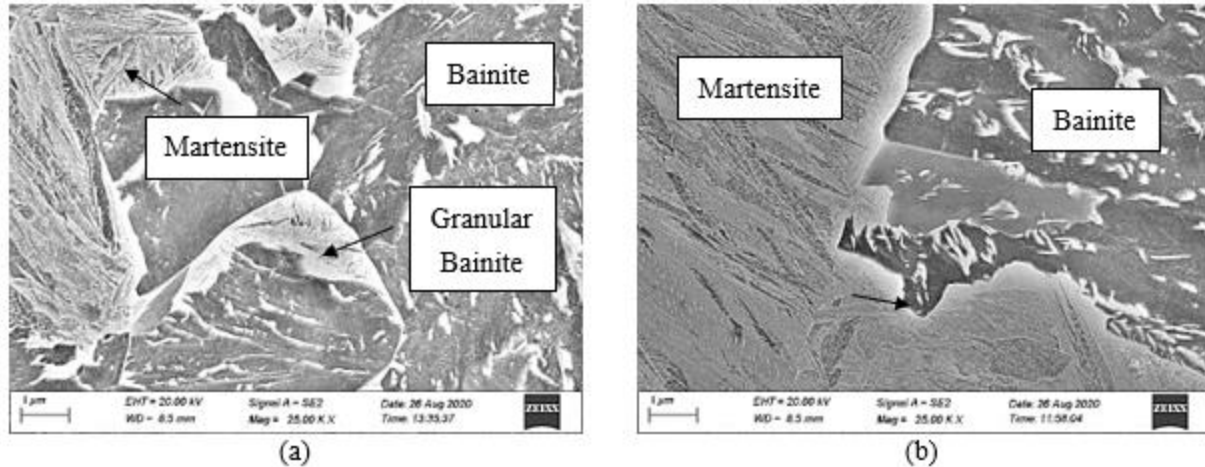 Bainite
Martensite
Granular
Bainite
1 µm
EHT = 20.00 kV
WD = 8.5 mm
Signal A = SE2
Mag = 25.00 K X
Date: 26 Aug 2020
Time: 13:35:37
ZEISS
(a)
Martensite
Bainite
1 µm
EHT = 20.00 kV
WD = 8.5 mm
Signal A = SE2
Mag = 25.00 K X
Date: 26 Aug 2020
Time: 11:58:04
ZEISS
(b)